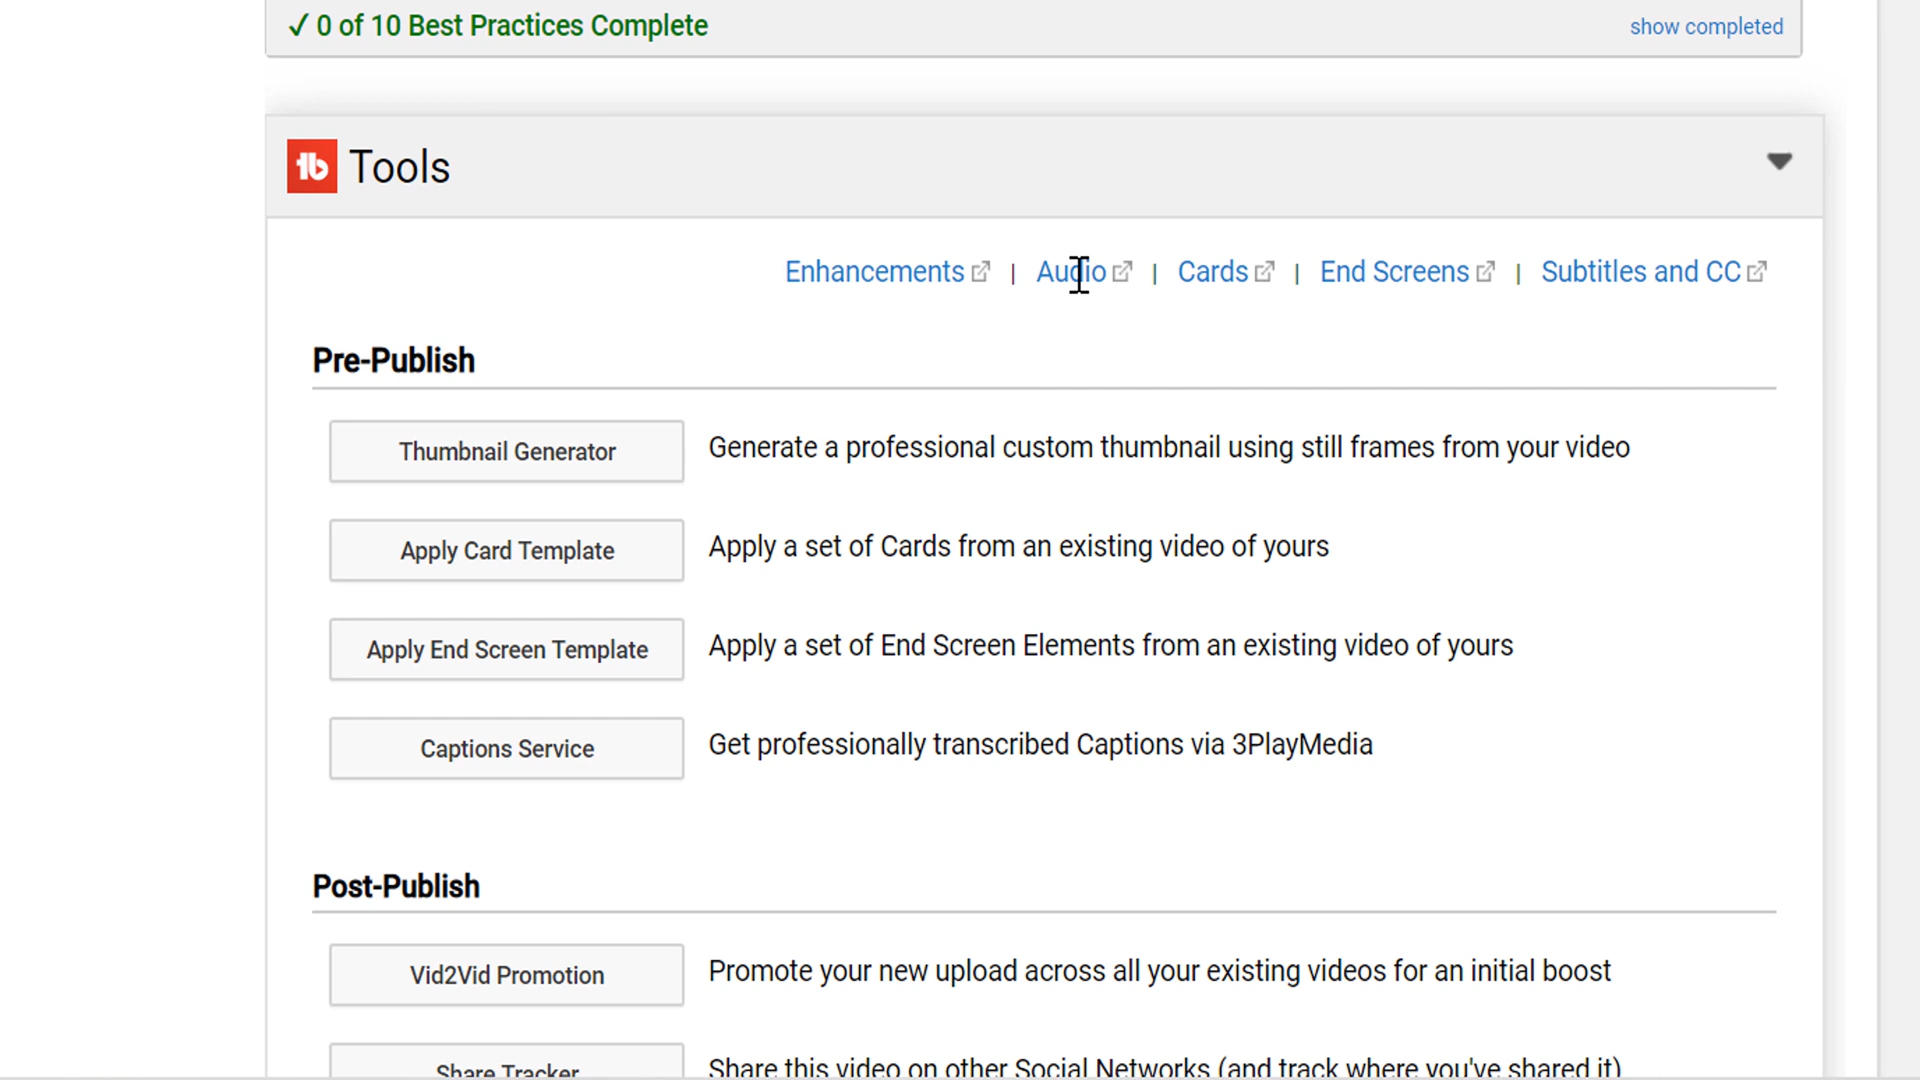 ✓ 0 of 10 Best Practices Complete show completed
tb Tools
Enhancements | Audio | Cards | End Screens | Subtitles and CC
Pre-Publish
Thumbnail Generator Generate a professional custom thumbnail using still frames from your video
Apply Card Template Apply a set of Cards from an existing video of yours
Apply End Screen Template Apply a set of End Screen Elements from an existing video of yours
Captions Service Get professionally transcribed Captions via 3PlayMedia
Post-Publish
Vid2Vid Promotion Promote your new upload across all your existing videos for an initial boost
Share Tracker Share this video on other Social Networks (and track where you've shared it)